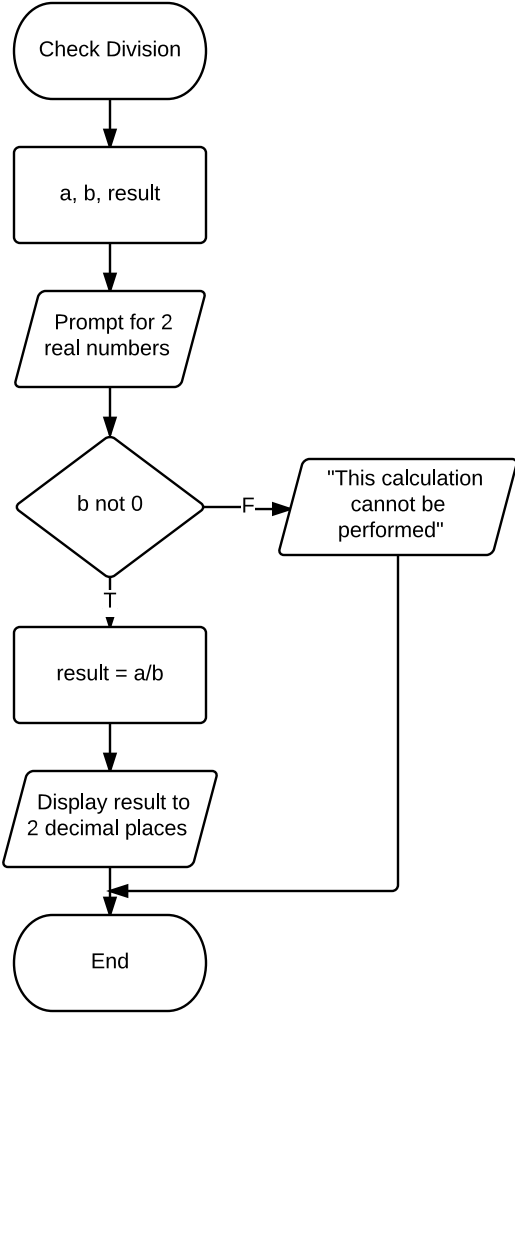 Check Division
a, b, result
Prompt for 2
real numbers
b not 0
F
"This calculation
cannot be
performed"
T
result = a/b
Display result to
2 decimal places
End